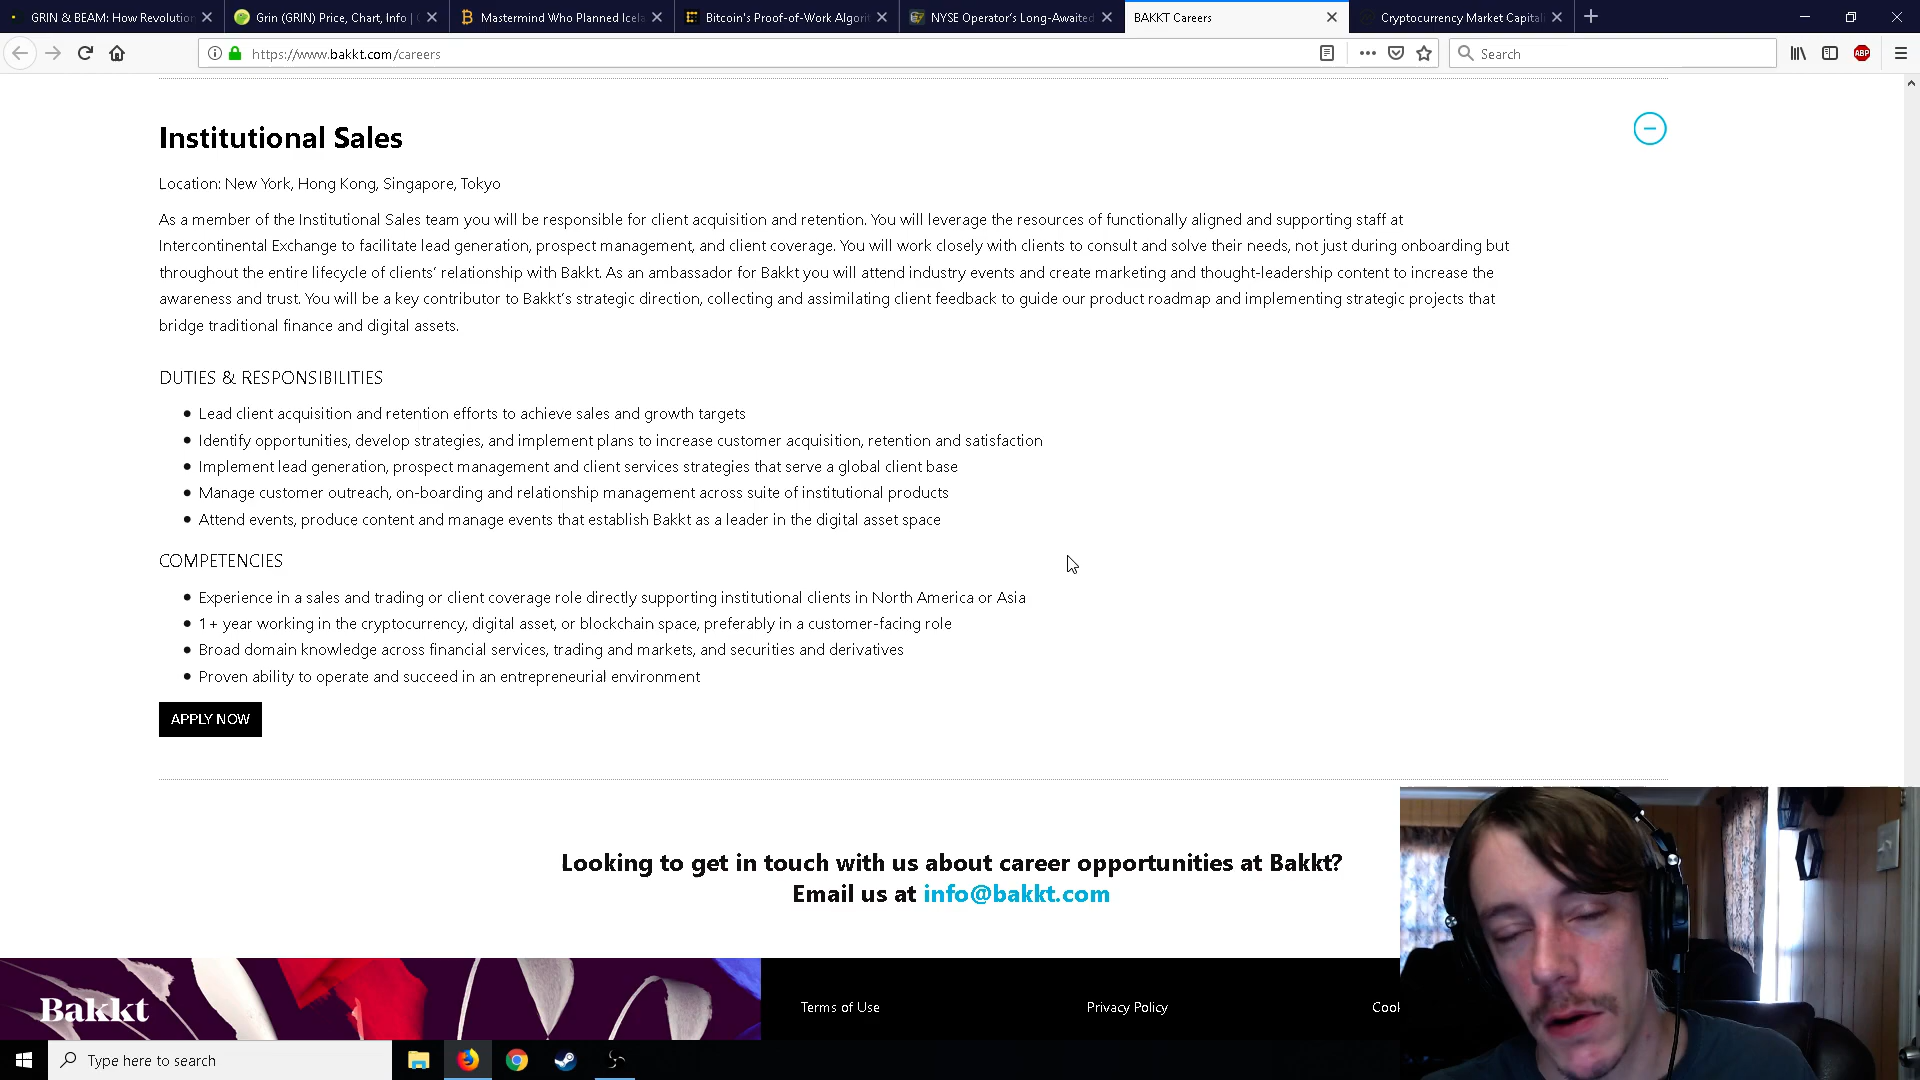 GRIN & BEAM: How Revolution
Grin (GRIN) Price, Chart, Info |
Mastermind Who Planned Icela
Bitcoin's Proof-of-Work Algori
NYSE Operator's Long-Awaited
BAKKT Careers
Cryptocurrency Market Capitali
https://www.bakkt.com/careers
Search
ABP
Institutional Sales
Location: New York, Hong Kong, Singapore, Tokyo
As a member of the Institutional Sales team you will be responsible for client acquisition and retention. You will leverage the resources of functionally aligned and supporting staff at
Intercontinental Exchange to facilitate lead generation, prospect management, and client coverage. You will work closely with clients to consult and solve their needs, not just during onboarding but
throughout the entire lifecycle of clients' relationship with Bakkt. As an ambassador for Bakkt you will attend industry events and create marketing and thought-leadership content to increase the
awareness and trust. You will be a key contributor to Bakkt's strategic direction, collecting and assimilating client feedback to guide our product roadmap and implementing strategic projects that
bridge traditional finance and digital assets.
DUTIES & RESPONSIBILITIES
• Lead client acquisition and retention efforts to achieve sales and growth targets
• Identify opportunities, develop strategies, and implement plans to increase customer acquisition, retention and satisfaction
• Implement lead generation, prospect management and client services strategies that serve a global client base
• Manage customer outreach, on-boarding and relationship management across suite of institutional products
• Attend events, produce content and manage events that establish Bakkt as a leader in the digital asset space
COMPETENCIES
• Experience in a sales and trading or client coverage role directly supporting institutional clients in North America or Asia
• 1+ year working in the cryptocurrency, digital asset, or blockchain space, preferably in a customer-facing role
• Broad domain knowledge across financial services, trading and markets, and securities and derivatives
• Proven ability to operate and succeed in an entrepreneurial environment
APPLY NOW
Looking to get in touch with us about career opportunities at Bakkt?
Email us at info@bakkt.com
Bakkt
Terms of Use
Privacy Policy
Cool
Type here to search